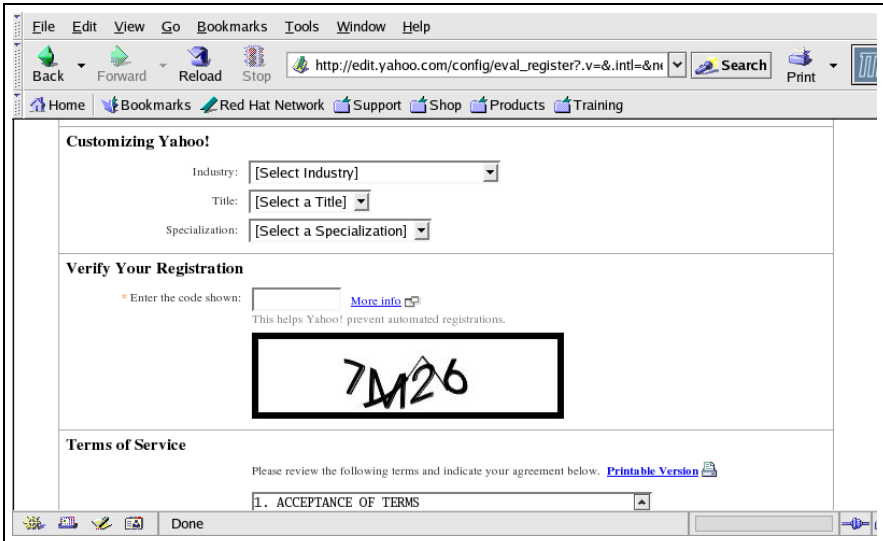 File Edit View Go Bookmarks Tools Window Help
Back Forward Reload Stop http://edit.yahoo.com/config/eval_register?.v=&.intl=&ne Search Print
Home Bookmarks Red Hat Network Support Shop Products Training
Customizing Yahoo!
Industry: [Select Industry]
Title: [Select a Title]
Specialization: [Select a Specialization]
Verify Your Registration
* Enter the code shown: More info
This helps Yahoo! prevent automated registrations.
7M26
Terms of Service
Please review the following terms and indicate your agreement below. Printable Version
1. ACCEPTANCE OF TERMS
Done